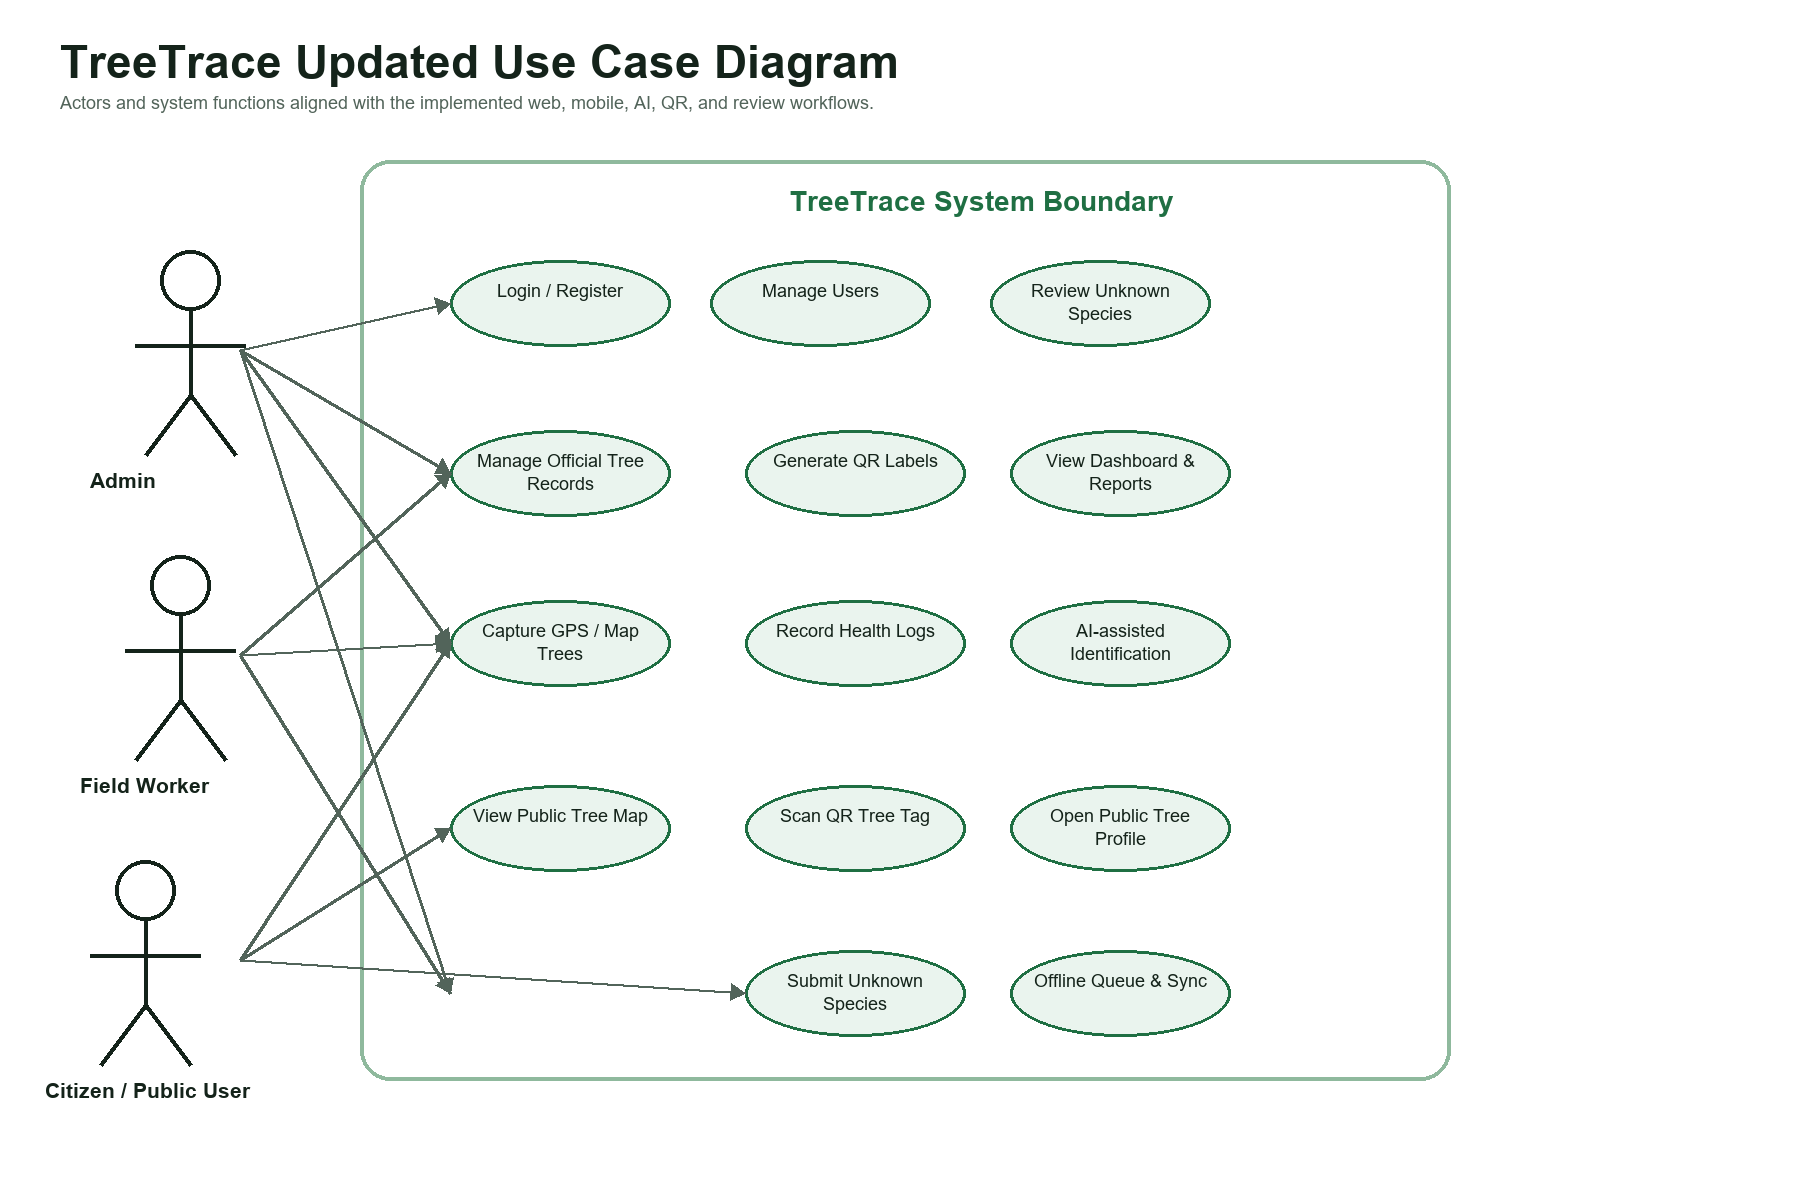 TreeTrace Updated Use Case Diagram
Actors and system functions aligned with the implemented web, mobile, AI, QR, and review workflows.
TreeTrace System Boundary
Login / Register
Manage Users
Review Unknown
Species
Admin
Manage Official Tree
Records
Generate QR Labels
View Dashboard &
Reports
Field Worker
Capture GPS / Map
Trees
Record Health Logs
AI-assisted
Identification
View Public Tree Map
Scan QR Tree Tag
Open Public Tree
Profile
Citizen / Public User
Submit Unknown
Species
Offline Queue & Sync